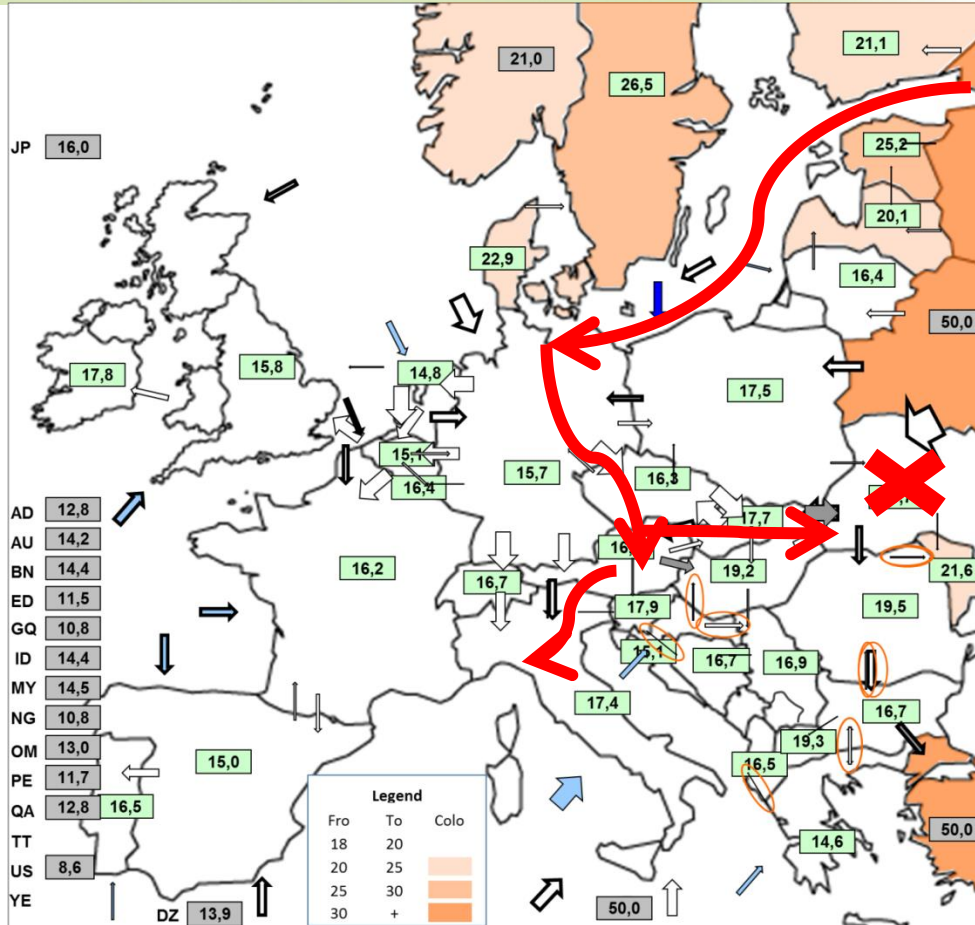 21,0
21,1
26,5
JP 16,0
25,2
20,1
22,9
16,4
50,0
17,8
15,8
14,8
17,5
15,1
15,7
16,3
16,4
17,7
AD 12,8
AU 14,2
BN 14,4
ED 11,5
GQ 10,8
ID 14,4
MY 14,5
NG 10,8
OM 13,0
PE 11,7
QA 12,8
TT
US 8,6
YE
16,2
16,7
19,2
21,6
17,9
19,5
15,1
16,7
16,9
17,4
16,7
19,3
16,5
15,0
16,5
14,6
50,0
Legend
Fro To Colo
18 20
20 25
25 30
30 +
DZ 13,9
50,0